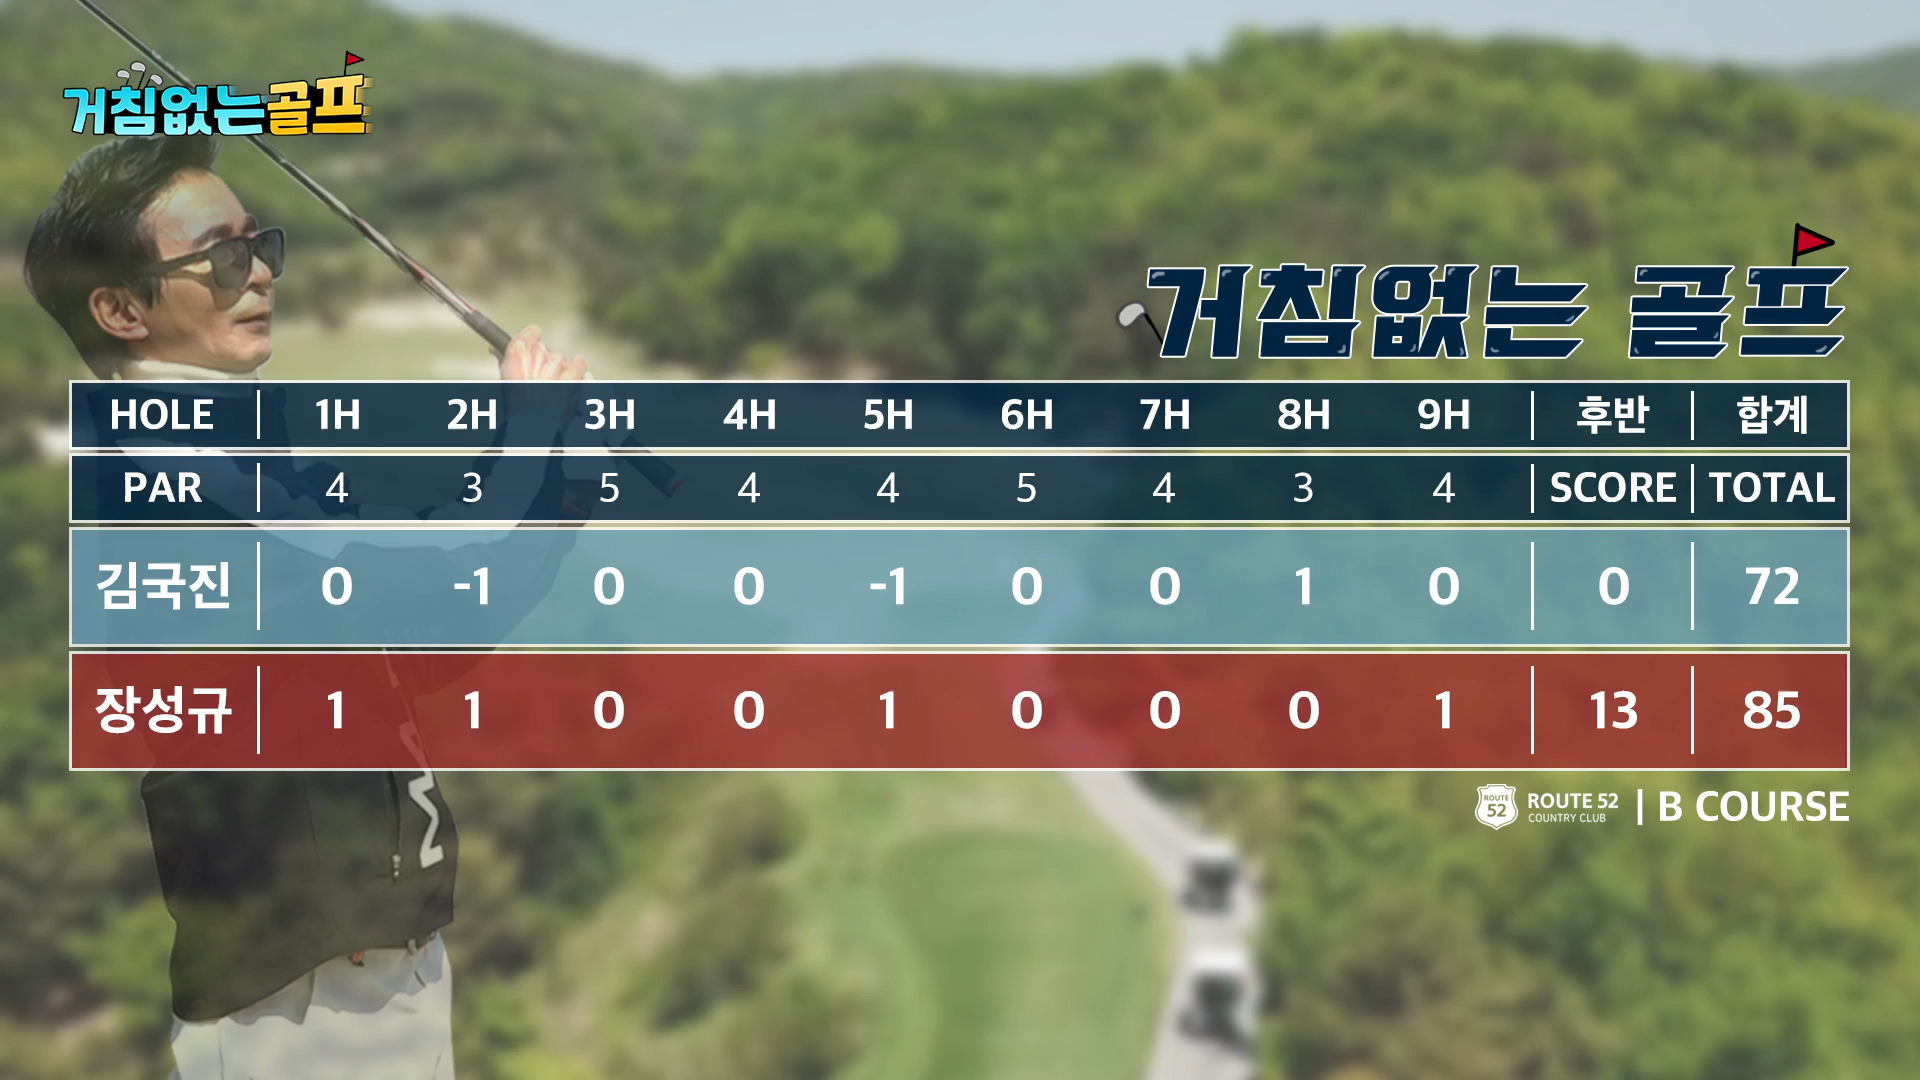 거침없는골프
거침없는 골프
HOLE 1H 2H 3H 4H 5H 6H 7H 8H 9H 후반 합계
PAR 4 3 5 4 4 5 4 3 4 SCORE TOTAL
김국진 0 -1 0 0 -1 0 0 1 0 0 72
장성규 1 1 0 0 1 0 0 0 1 13 85
ROUTE 52 ROUTE 52 COUNTRY CLUB | B COURSE